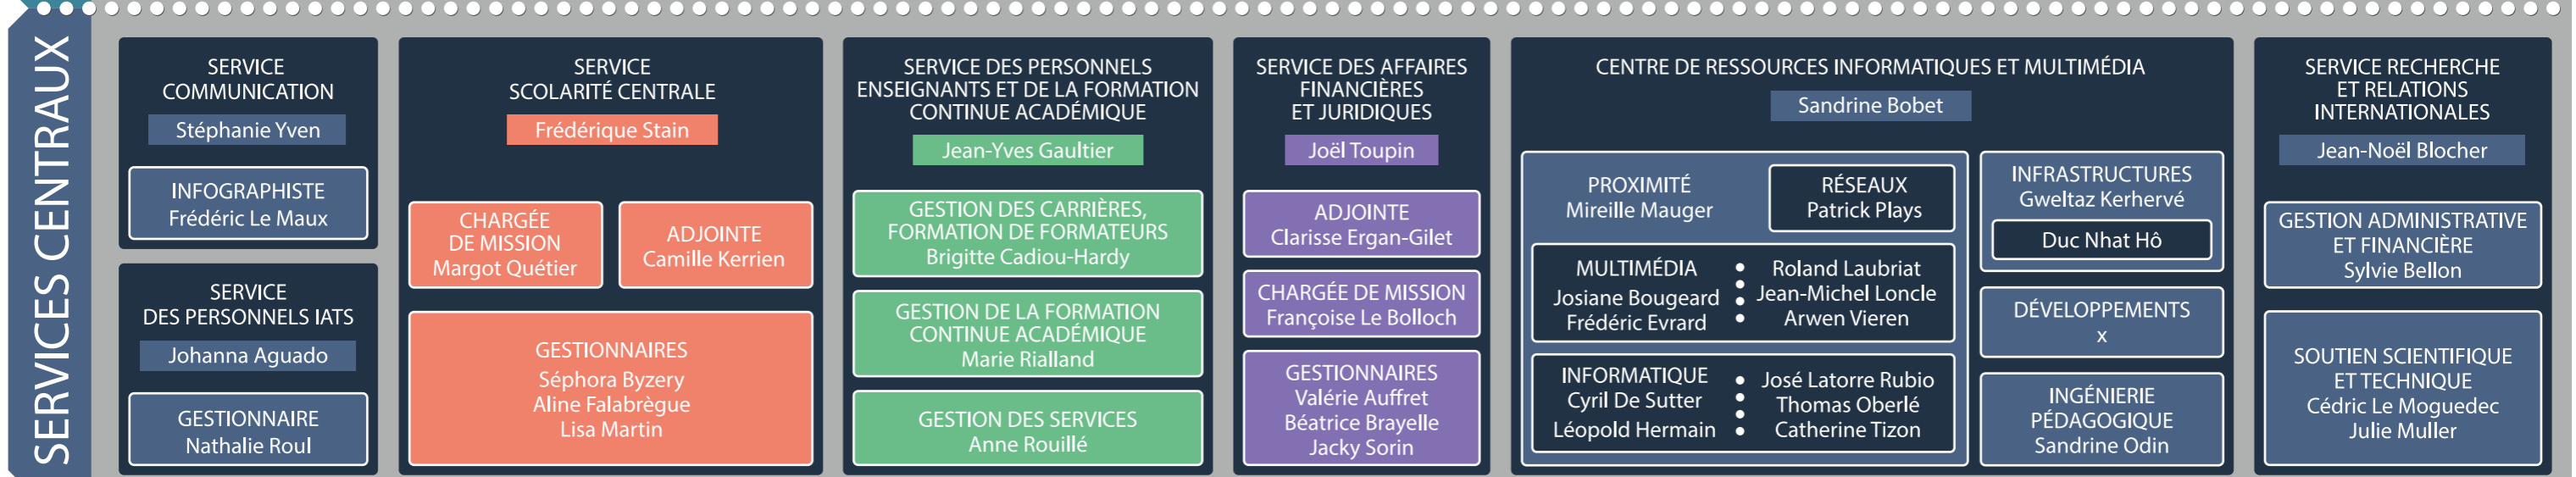 SERVICES CENTRAUX
SERVICE
COMMUNICATION
Stéphanie Yven
INFOGRAPHISTE
Frédéric Le Maux
SERVICE
DES PERSONNELS IATS
Johanna Aguado
GESTIONNAIRE
Nathalie Roul
SERVICE
SCOLARITÉ CENTRALE
Frédérique Stain
CHARGÉE
DE MISSION
Margot Quétier
ADJOINTE
Camille Kerrien
GESTIONNAIRES
Séphora Byzery
Aline Falabrègue
Lisa Martin
SERVICE DES PERSONNELS
ENSEIGNANTS ET DE LA FORMATION
CONTINUE ACADÉMIQUE
Jean-Yves Gaultier
GESTION DES CARRIÈRES,
FORMATION DE FORMATEURS
Brigitte Cadiou-Hardy
GESTION DE LA FORMATION
CONTINUE ACADÉMIQUE
Marie Rialland
GESTION DES SERVICES
Anne Rouillé
SERVICE DES AFFAIRES
FINANCIÈRES
ET JURIDIQUES
Joël Toupin
ADJOINTE
Clarisse Ergan-Gilet
CHARGÉE DE MISSION
Françoise Le Bolloch
GESTIONNAIRES
Valérie Auffret
Béatrice Brayelle
Jacky Sorin
CENTRE DE RESSOURCES INFORMATIQUES ET MULTIMÉDIA
Sandrine Bobet
PROXIMITÉ
Mireille Mauger
RÉSEAUX
Patrick Plays
MULTIMÉDIA
Josiane Bougeard
Frédéric Evrard
Roland Laubriat
Jean-Michel Loncle
Arwen Vieren
INFORMATIQUE
Cyril De Sutter
Léopold Hermain
José Latorre Rubio
Thomas Oberlé
Catherine Tizon
INFRASTRUCTURES
Gweltaz Kerhervé
Duc Nhat Hô
DÉVELOPPEMENTS
x
INGÉNIERIE
PÉDAGOGIQUE
Sandrine Odin
SERVICE RECHERCHE
ET RELATIONS
INTERNATIONALES
Jean-Noël Blocher
GESTION ADMINISTRATIVE
ET FINANCIÈRE
Sylvie Bellon
SOUTIEN SCIENTIFIQUE
ET TECHNIQUE
Cédric Le Moguedec
Julie Muller